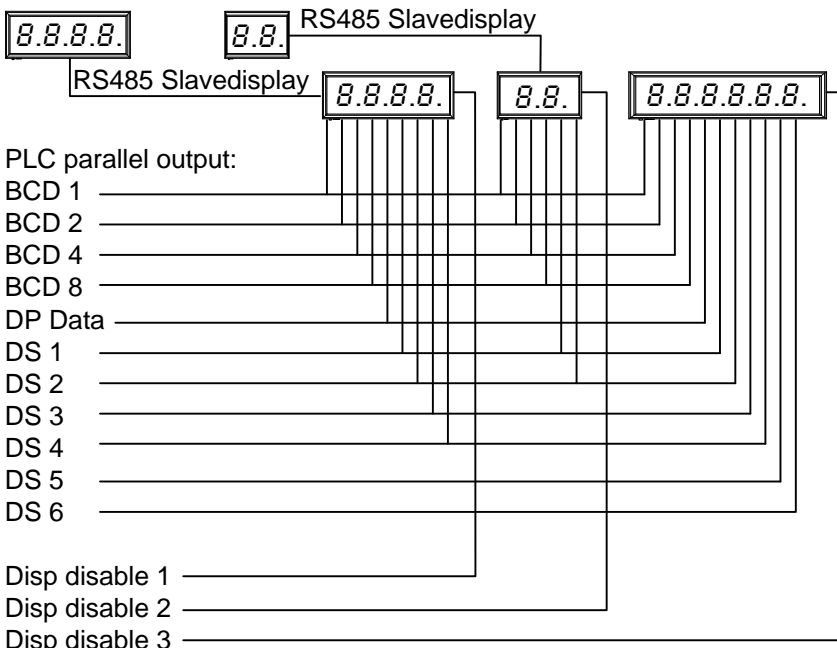 8.8.8.8.
8.8.
RS485 Slavedisplay
RS485 Slavedisplay
8.8.8.8.
8.8.
8.8.8.8.8.8.
PLC parallel output:
BCD 1
BCD 2
BCD 4
BCD 8
DP Data
DS 1
DS 2
DS 3
DS 4
DS 5
DS 6
Disp disable 1
Disp disable 2
Disp disable 3